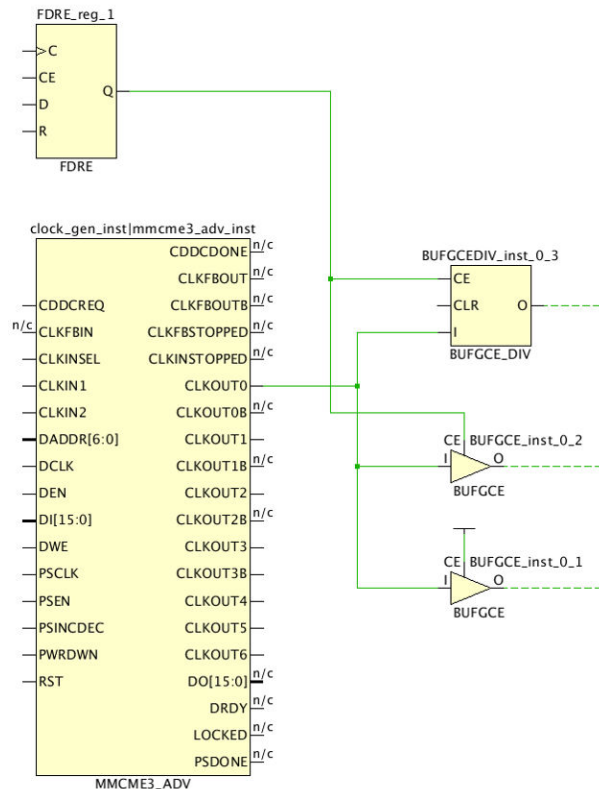 FDRE_reg_1
C
CE
D
R
Q
FDRE
clock_gen_inst|mmcme3_adv_inst
CDDCREQ
n/c
CLKFBIN
CLKINSEL
CLKIN1
CLKIN2
DADDR[6:0]
DCLK
DEN
DI[15:0]
DWE
PSCLK
PSEN
PSINCDEC
PWRDWN
RST
CDDCDONE n/c
CLKFBOUT
CLKFBOUTB n/c
CLKFBSTOPPED n/c
CLKINSTOPPED n/c
CLKOUT0
CLKOUT0B n/c
CLKOUT1
CLKOUT1B n/c
CLKOUT2
CLKOUT2B n/c
CLKOUT3
CLKOUT3B
CLKOUT4
CLKOUT5
CLKOUT6
DO[15:0] n/c
DRDY n/c
LOCKED n/c
PSDONE n/c
MMCME3_ADV
BUFGCEDIV_inst_0_3
CE
CLR
I
O
BUFGCE_DIV
CE BUFGCE_inst_0_2
I
O
BUFGCE
CE BUFGCE_inst_0_1
I
O
BUFGCE